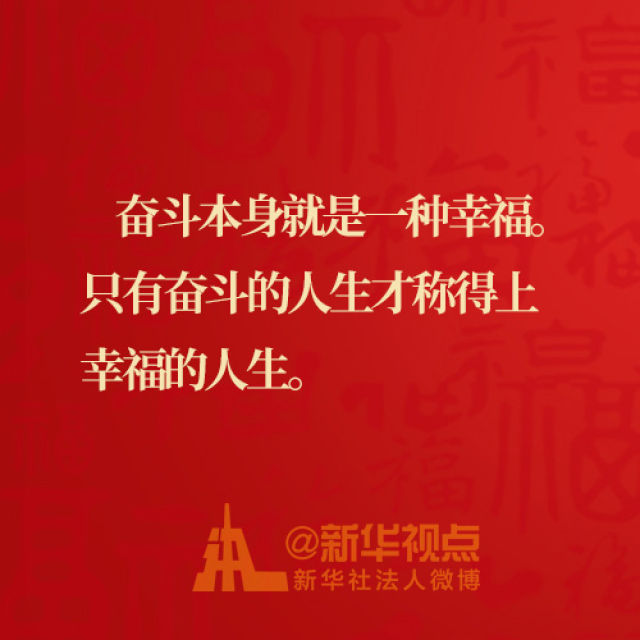 奋斗本身就是一种幸福。
只有奋斗的人生才称得上
幸福的人生。
@新华视点
新华社法人微博